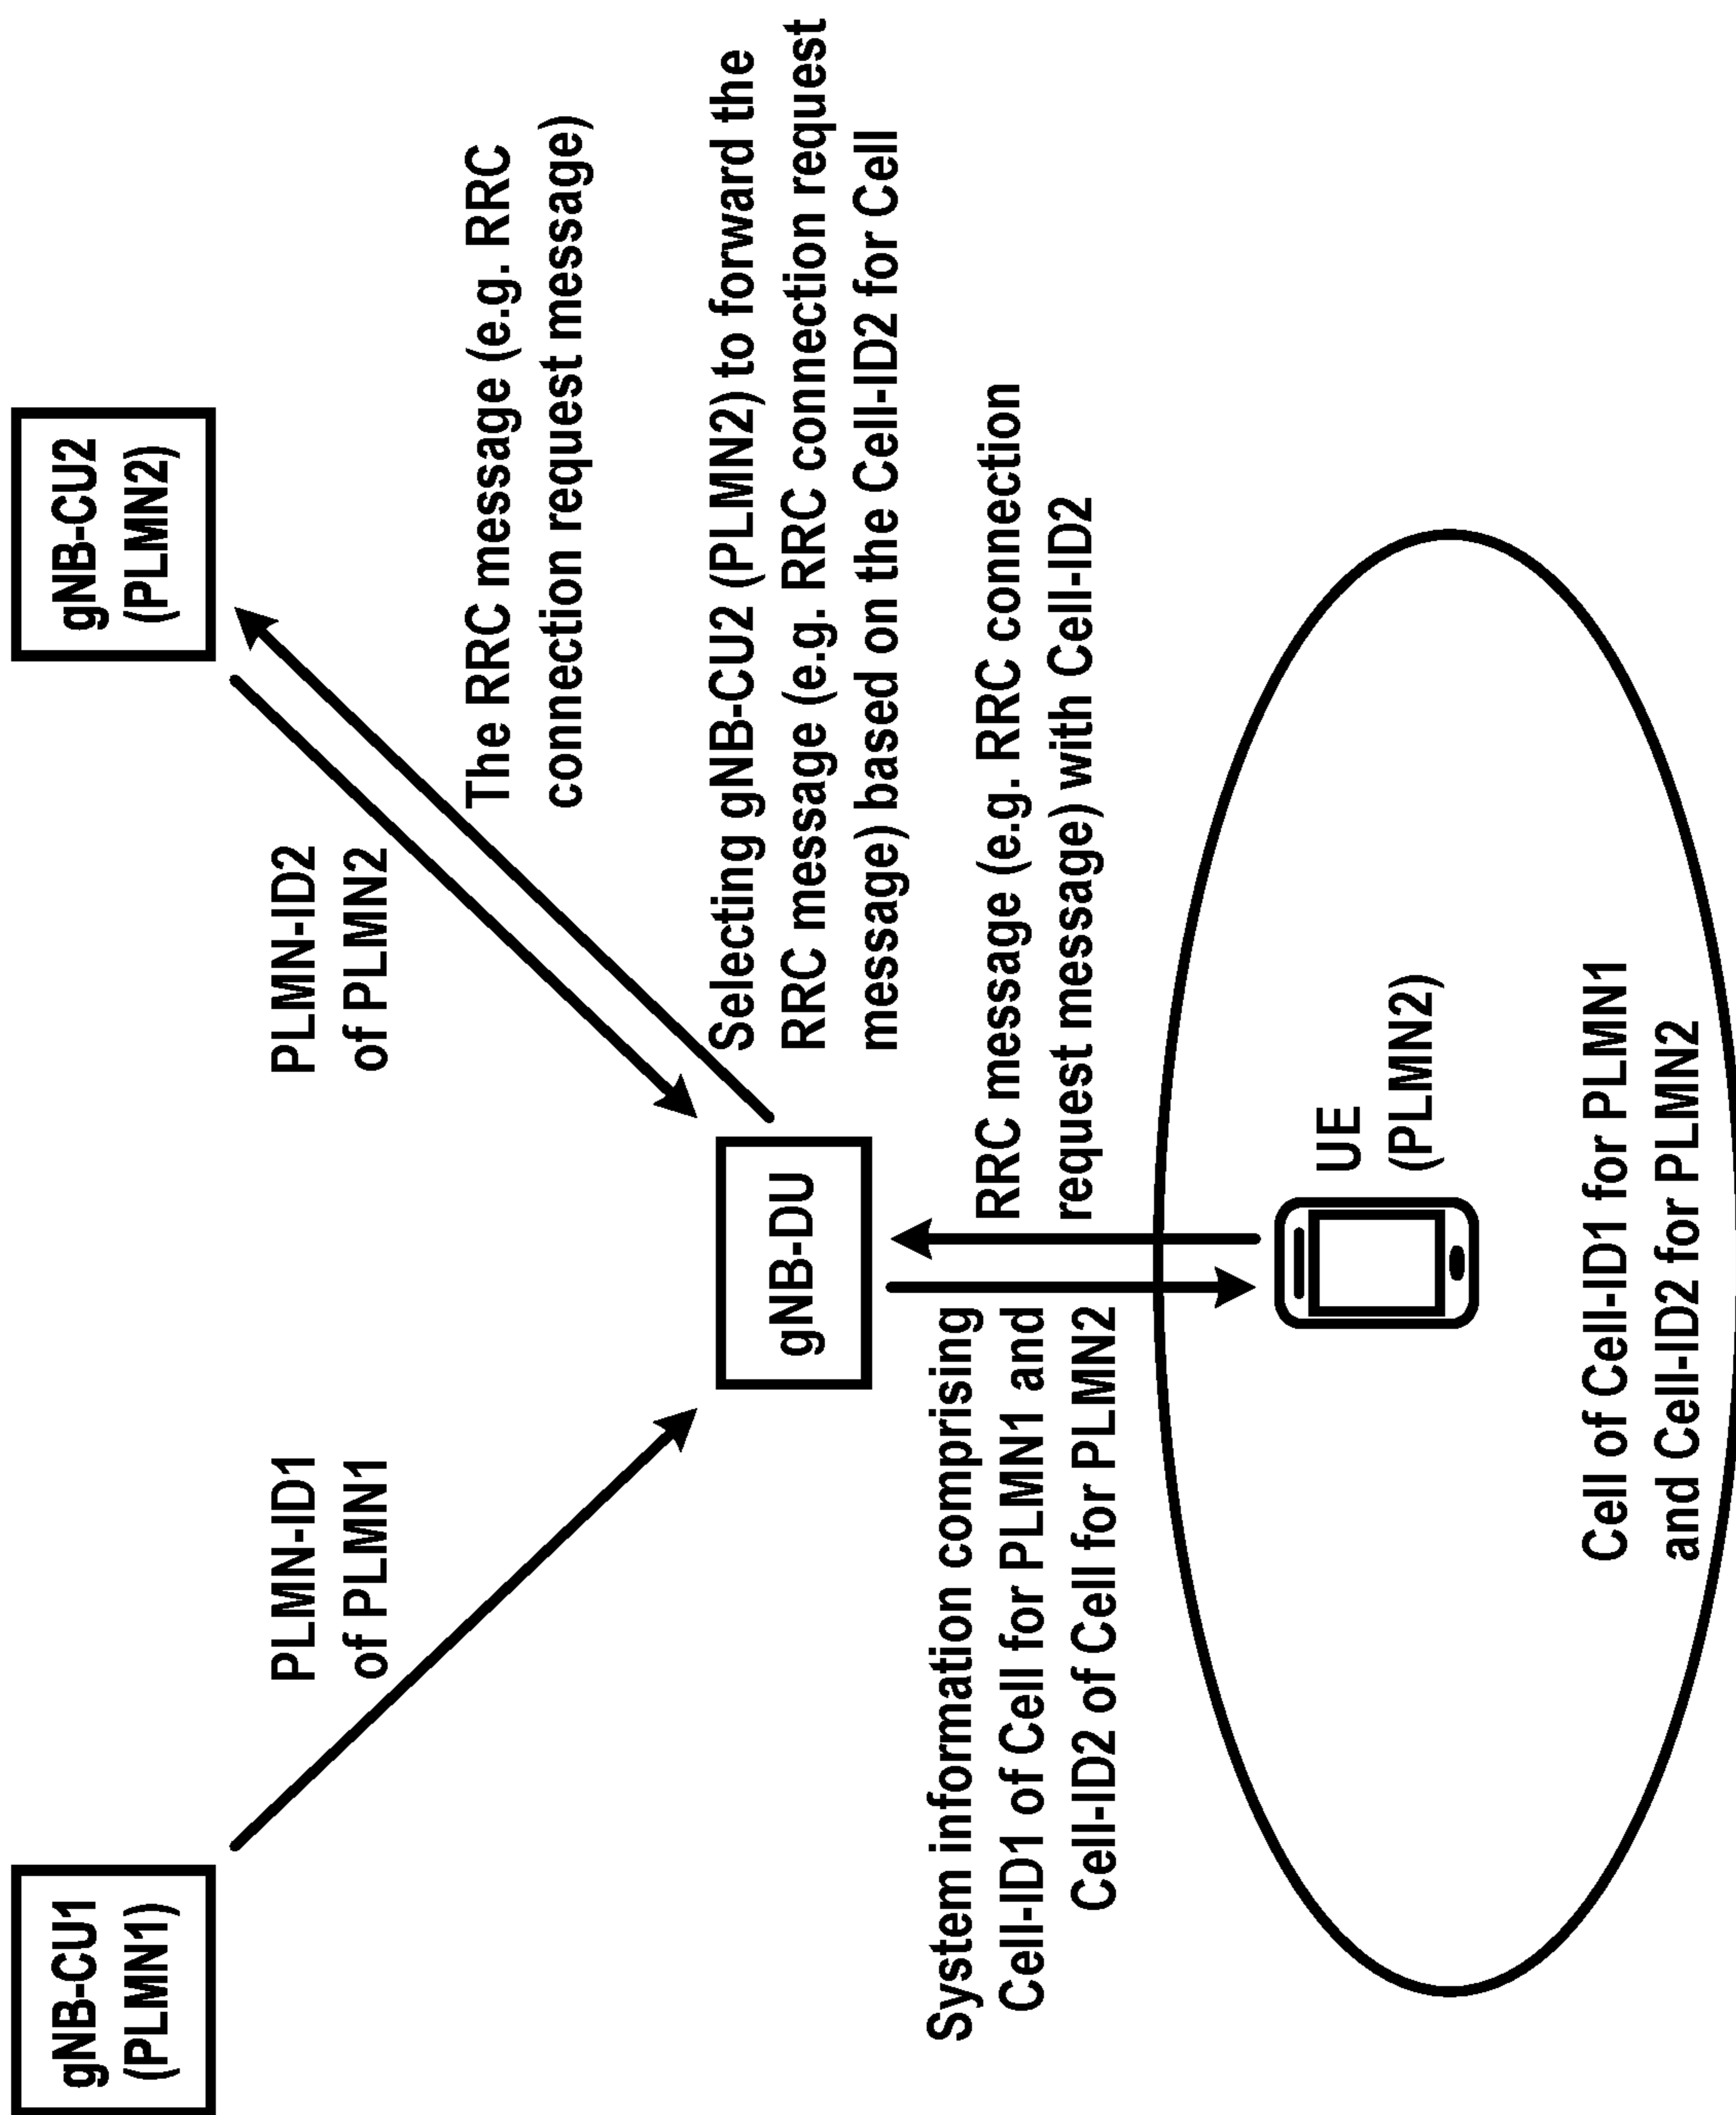 gNB-CU1
(PLMN1)
gNB-CU2
(PLMN2)
PLMN-ID1
of PLMN1
PLMN-ID2
of PLMN2
The RRC message (e.g. RRC
connection request message)
gNB-DU
Selecting gNB-CU2 (PLMN2) to forward the
RRC message (e.g. RRC connection request
message) based on the Cell-ID2 for Cell
System information comprising
Cell-ID1 of Cell for PLMN1 and
Cell-ID2 of Cell for PLMN2
RRC message (e.g. RRC connection
request message) with Cell-ID2
UE
(PLMN2)
Cell of Cell-ID1 for PLMN1
and Cell-ID2 for PLMN2